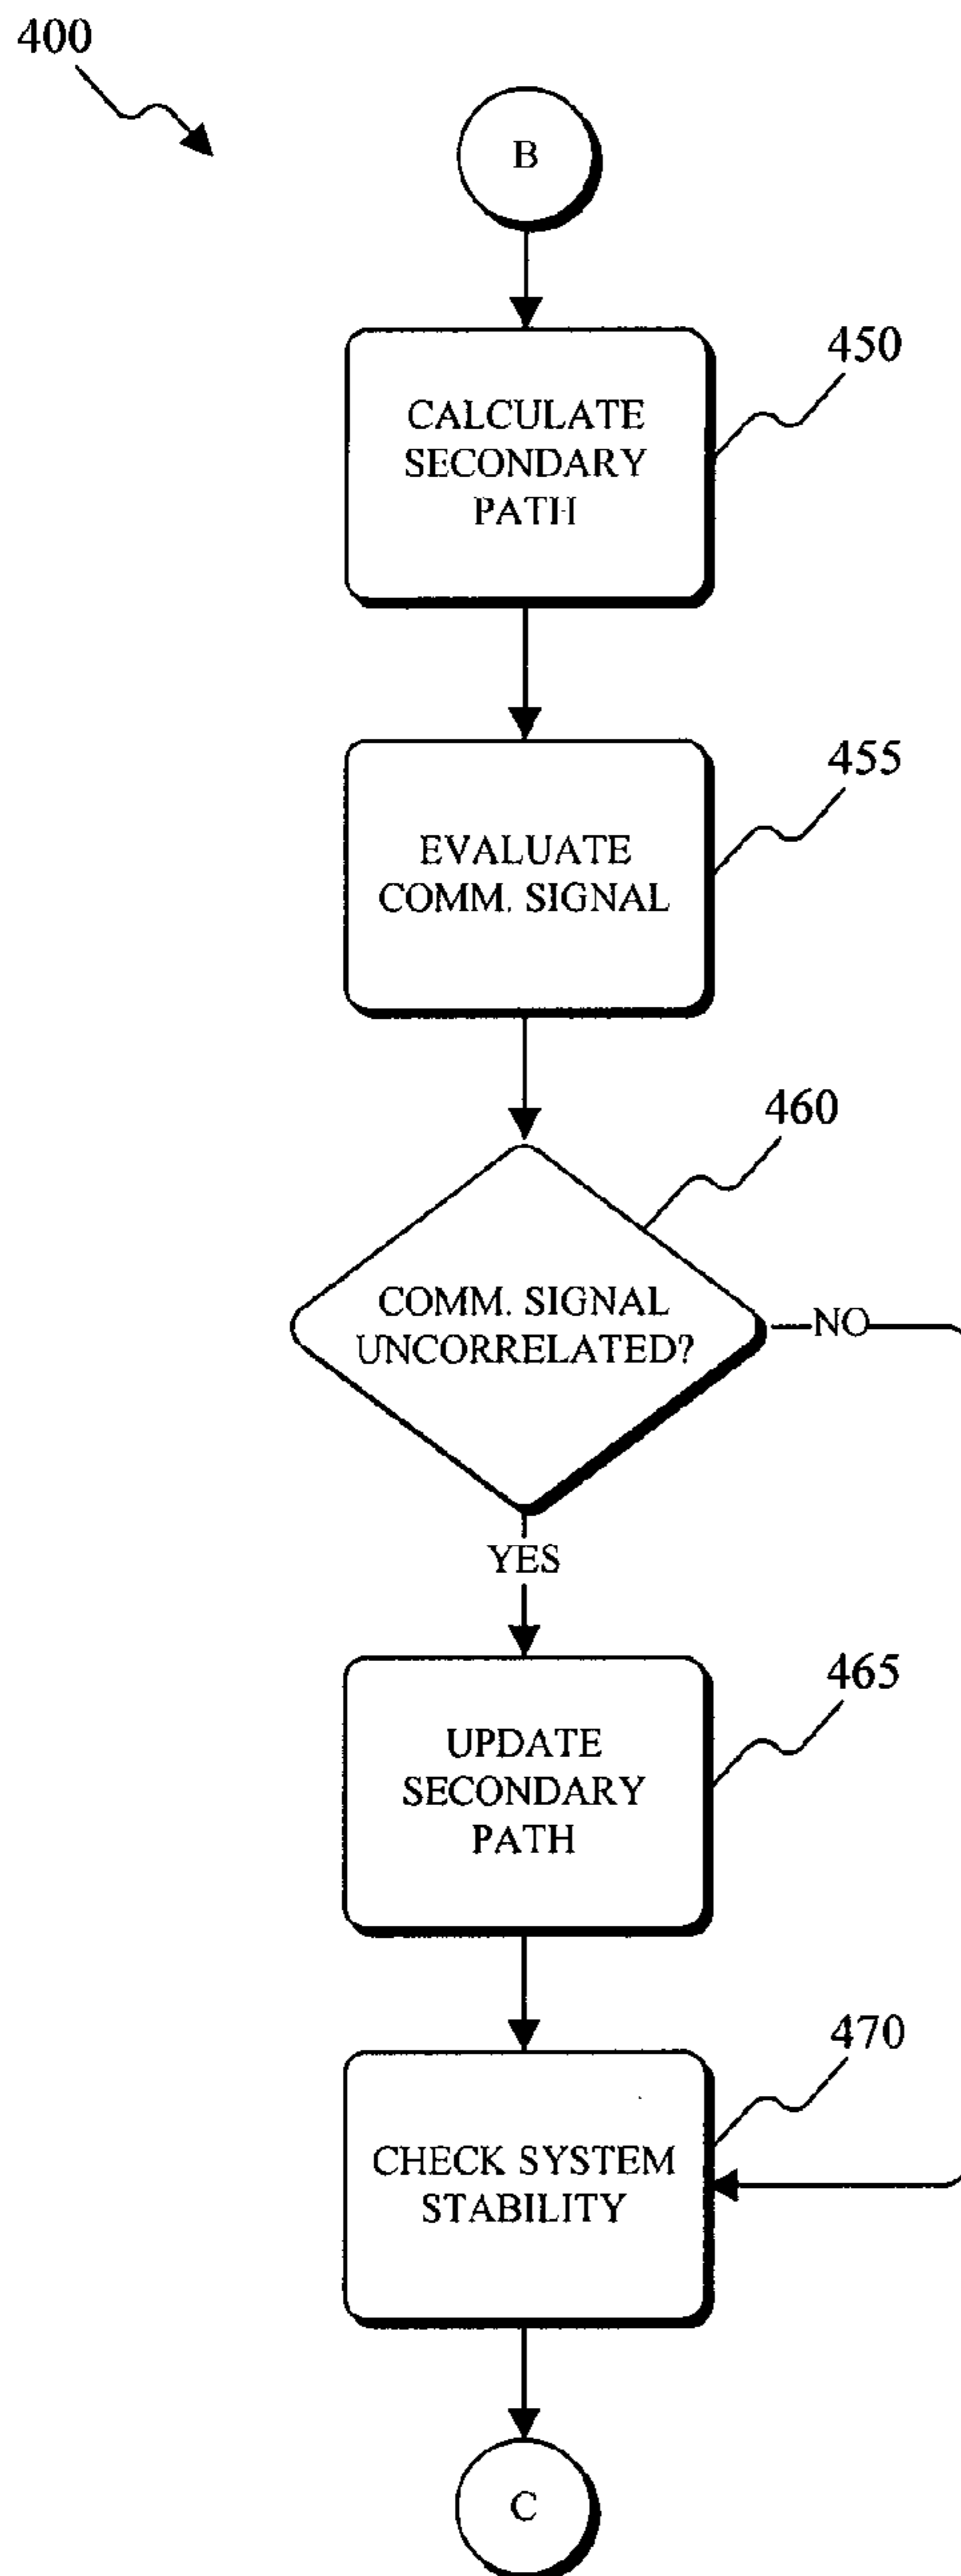 400
B
450
CALCULATE
SECONDARY
PATH
455
EVALUATE
COMM. SIGNAL
460
COMM. SIGNAL
UNCORRELATED?
NO
YES
465
UPDATE
SECONDARY
PATH
470
CHECK SYSTEM
STABILITY
C